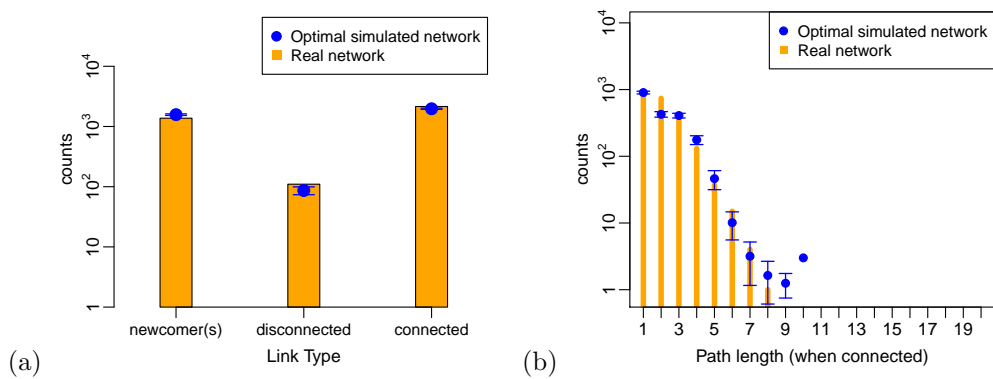 Optimal simulated network
Real network
counts
10^4
10^3
10^2
10
1
newcomer(s) disconnected connected
Link Type
(a)
Optimal simulated network
Real network
counts
10^4
10^3
10^2
10
1
1 3 5 7 9 11 13 15 17 19
Path length (when connected)
(b)